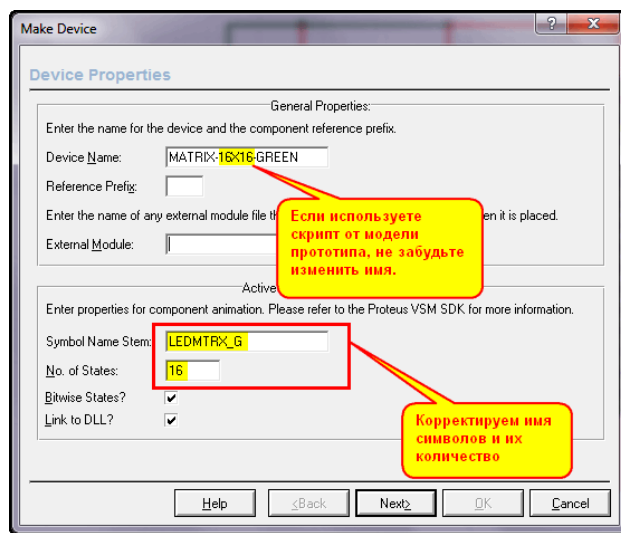 Make Device
Device Properties
General Properties:
Enter the name for the device and the component reference prefix.
Device Name: MATRIX-16X16-GREEN
Reference Prefix:
Enter the name of any external module file th en it is placed.
External Module:
Если используете
скрипт от модели
прототипа, не забудьте
изменить имя.
Active
Enter properties for component animation. Please refer to the Proteus VSM SDK for more information.
Symbol Name Stem: LEDMTRX_G
No. of States: 16
Bitwise States?
Link to DLL?
Корректируем имя
символов и их
количество
Help <Back Next> OK Cancel